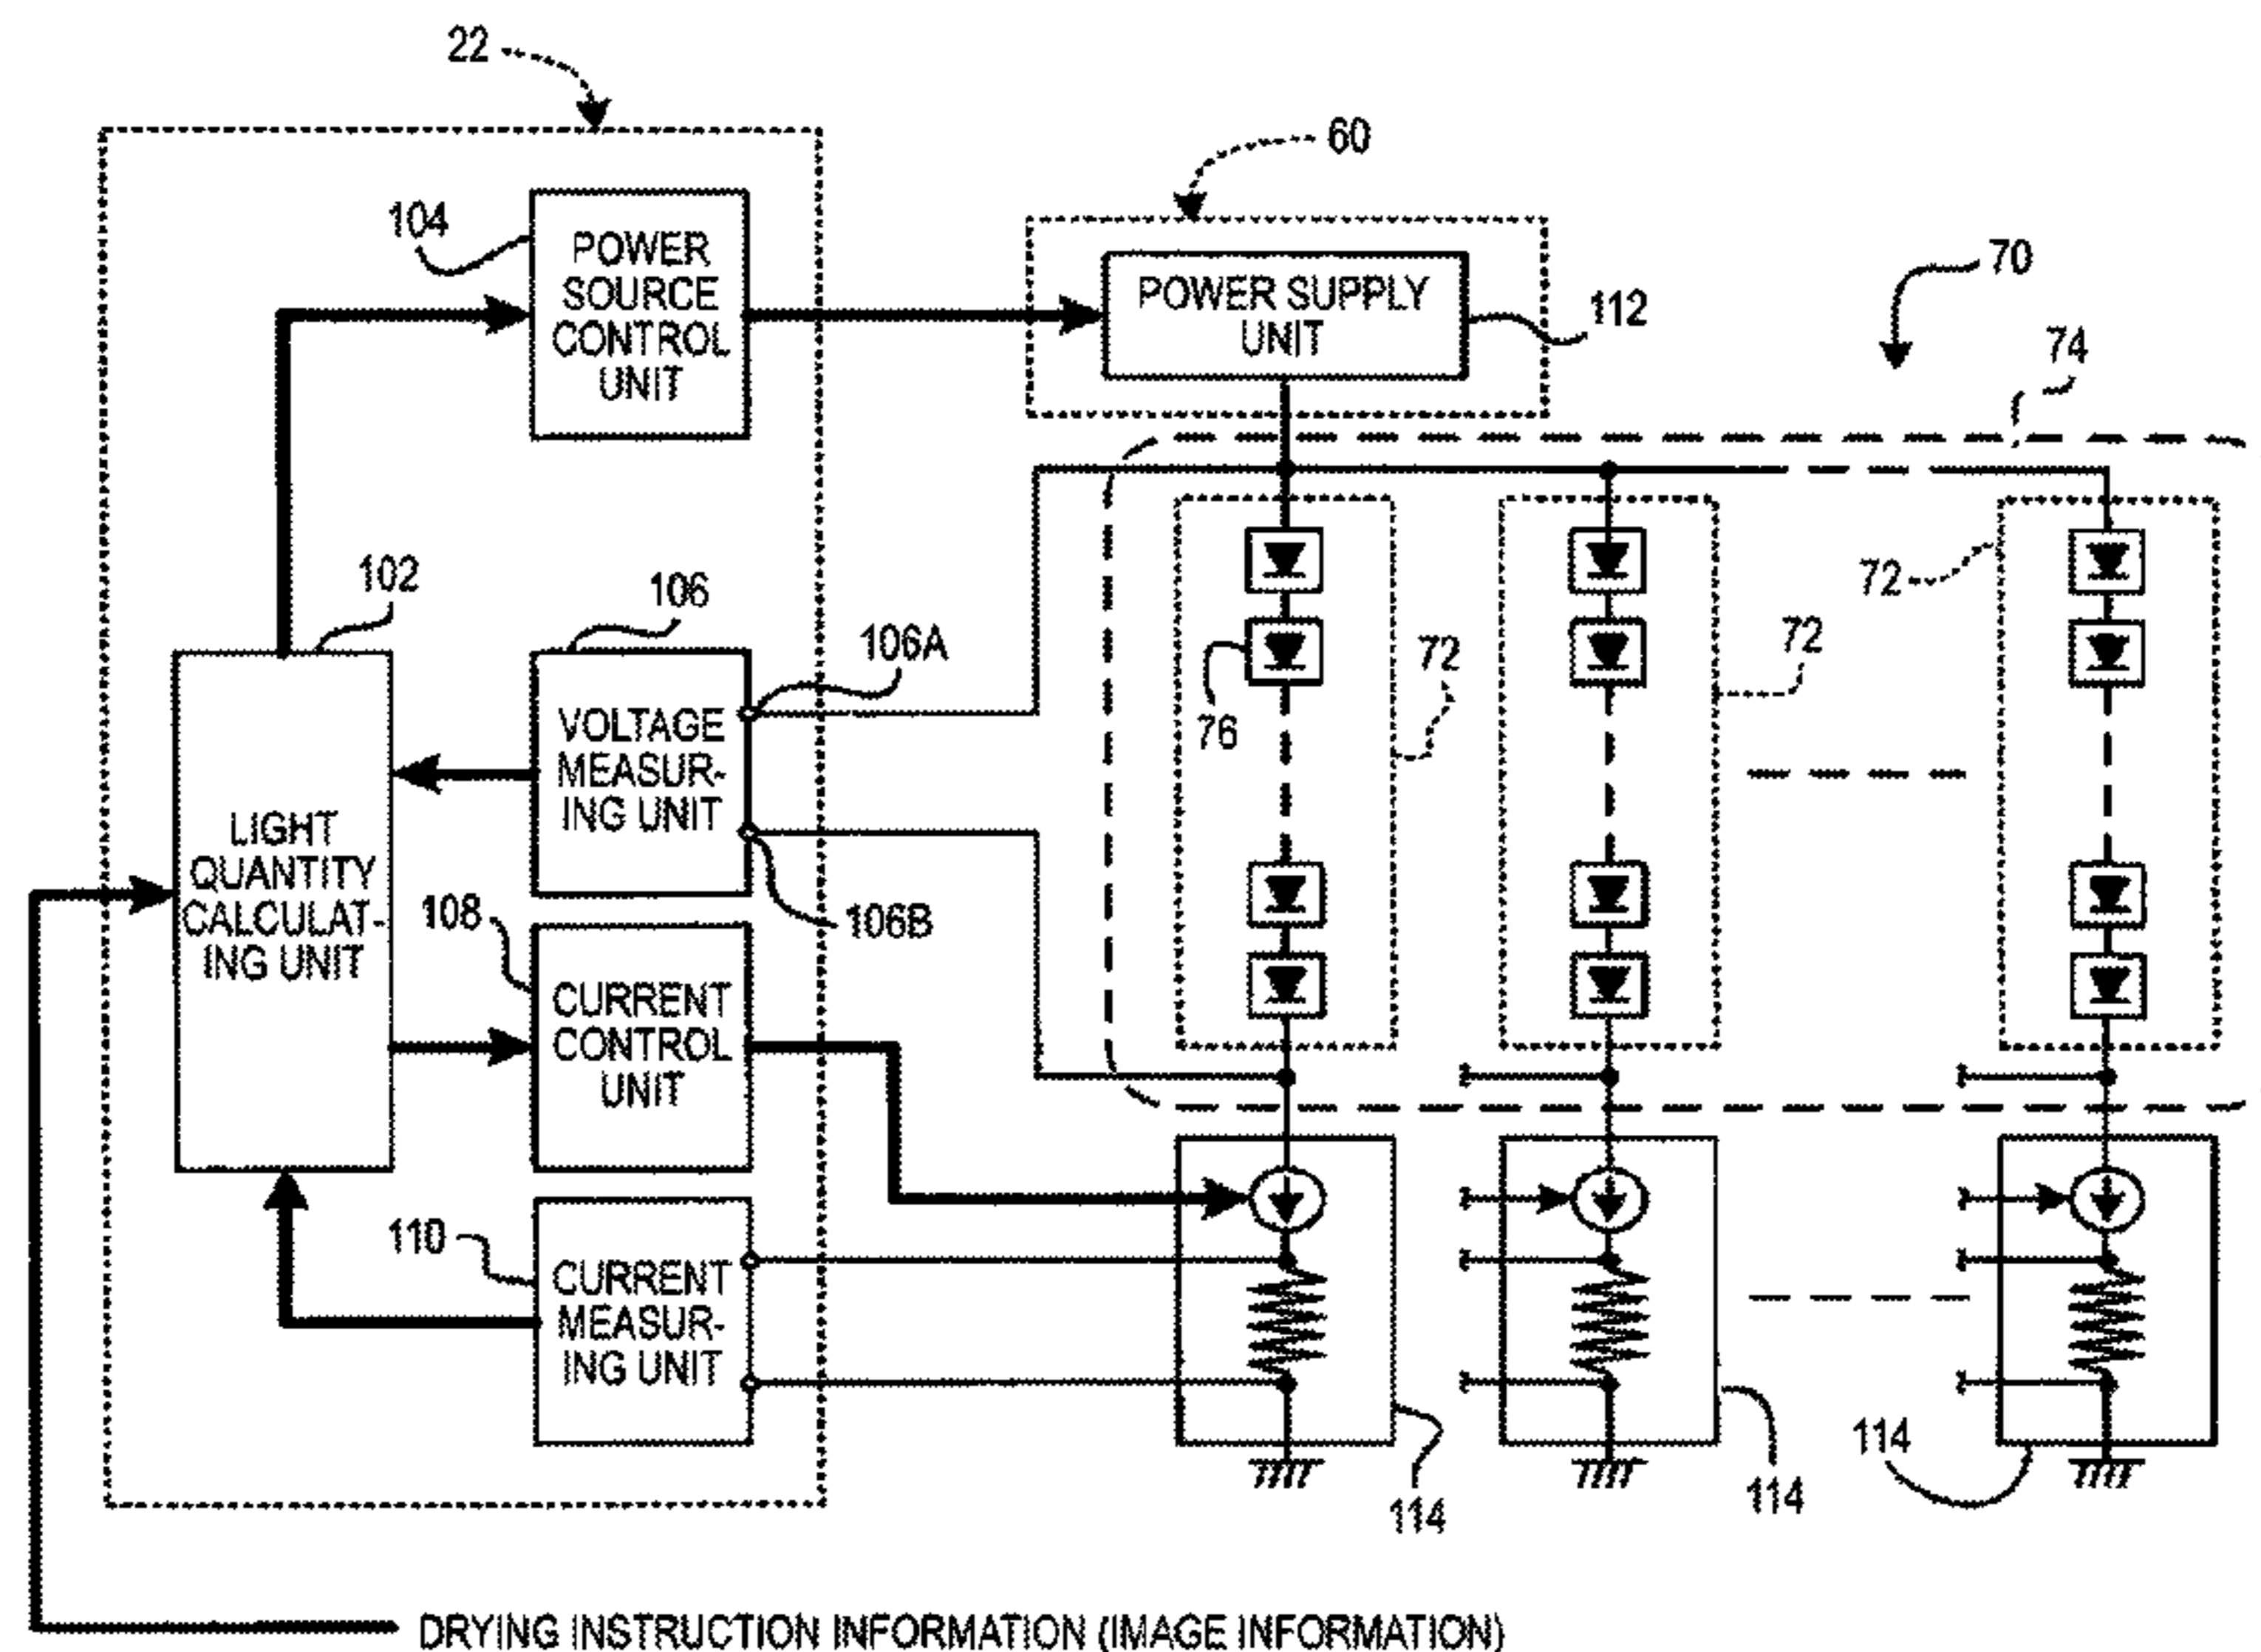 22
60
104
POWER
SOURCE
CONTROL
UNIT
POWER SUPPLY
UNIT
112
70
74
102
106
106A
72
72
72
76
VOLTAGE
MEASUR-
ING UNIT
LIGHT
QUANTITY
CALCULAT-
ING UNIT
108
106B
CURRENT
CONTROL
UNIT
110
CURRENT
MEASUR-
ING UNIT
114
114
114
DRYING INSTRUCTION INFORMATION (IMAGE INFORMATION)